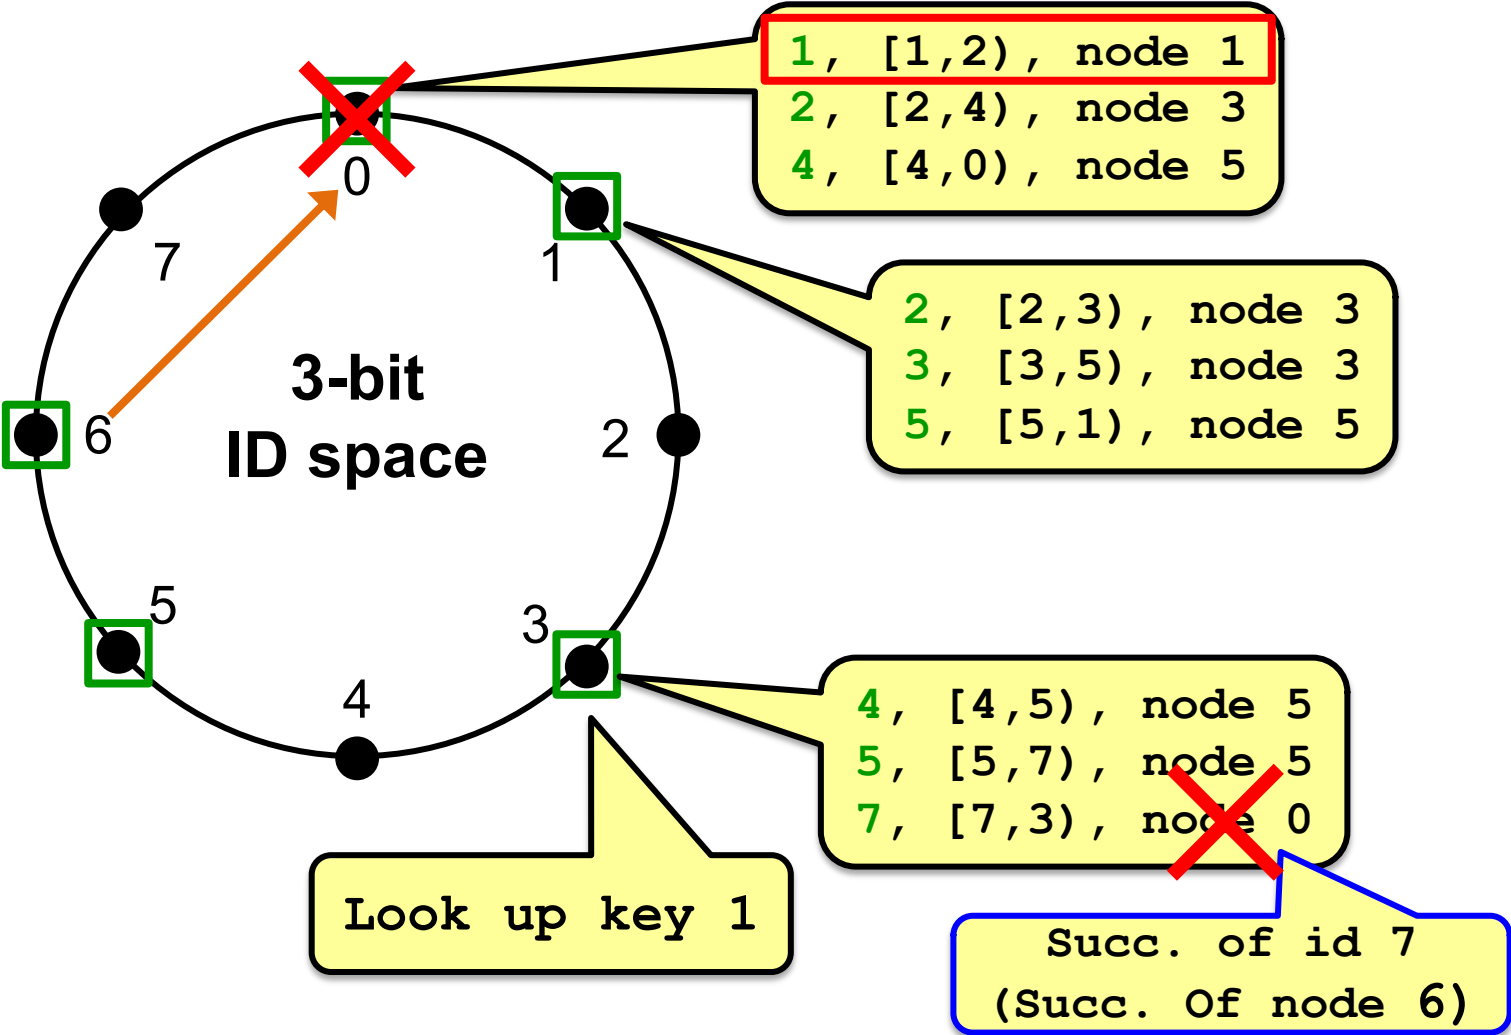 1, [1,2), node 1
2, [2,4), node 3
4, [4,0), node 5
0
7
1
2, [2,3), node 3
3, [3,5), node 3
5, [5,1), node 5
3-bit
ID space
6
2
5
3
4
4, [4,5), node 5
5, [5,7), node 5
7, [7,3), node 0
Look up key 1
Succ. of id 7
(Succ. Of node 6)